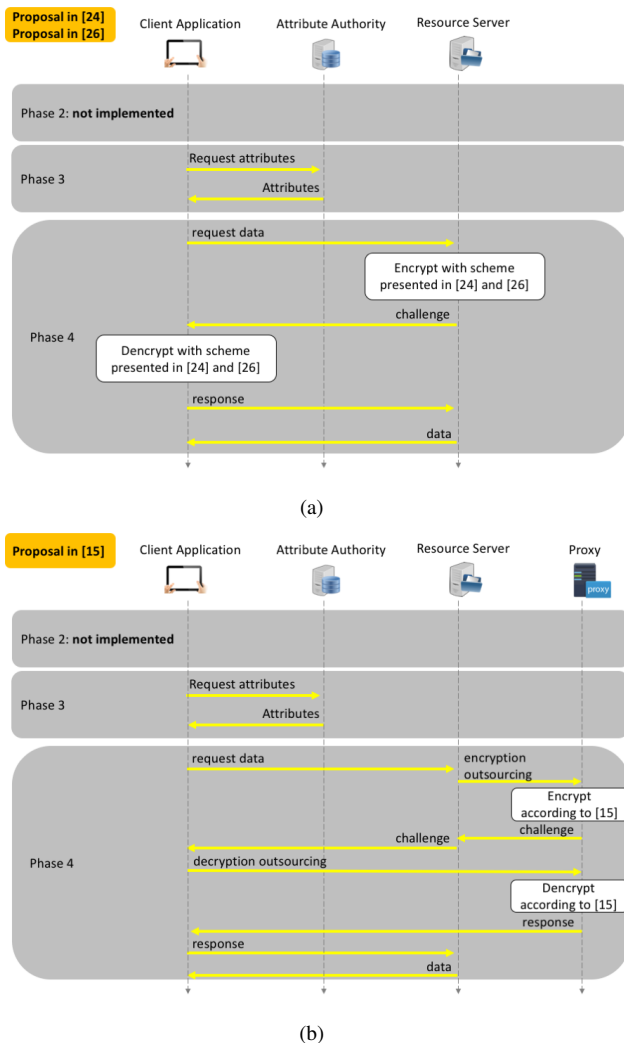 Proposal in [24]
Proposal in [26]
Client Application
Attribute Authority
Resource Server
Phase 2: not implemented
Phase 3
Request attributes
Attributes
Phase 4
request data
Encrypt with scheme
presented in [24] and [26]
challenge
Dencrypt with scheme
presented in [24] and [26]
response
data
(a)
Proposal in [15]
Client Application
Attribute Authority
Resource Server
Proxy
proxy
Phase 2: not implemented
Phase 3
Request attributes
Attributes
Phase 4
request data
encryption
outsourcing
Encrypt
according to [15]
challenge
challenge
decryption outsourcing
Dencrypt
according to [15]
response
response
data
(b)